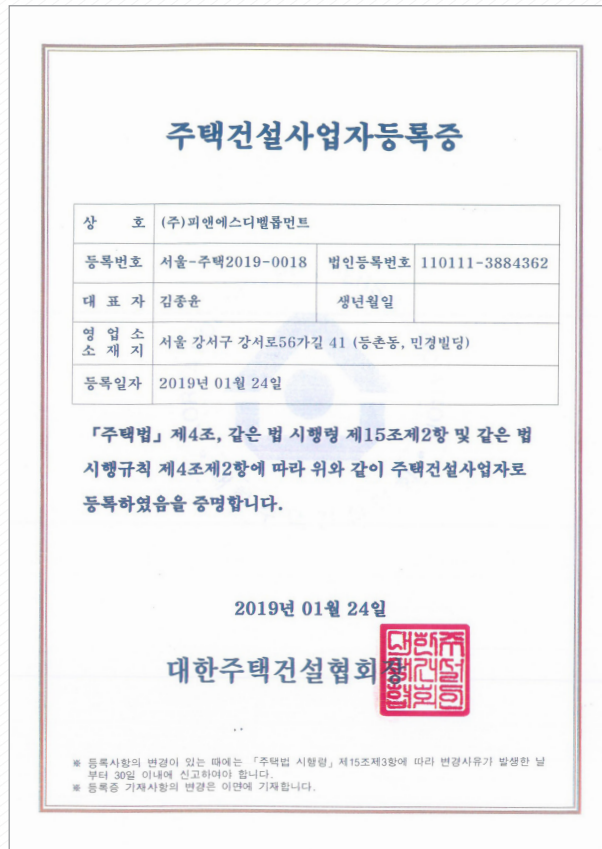 주택건설사업자등록증
상 호 (주)피앤에스디벨롭먼트
등록번호 서울-주택2019-0018 법인등록번호 110111-3884362
대 표 자 김종윤 생년월일
영 업 소
소 재 지 서울 강서구 강서로56가길 41 (등촌동, 민경빌딩)
등록일자 2019년 01월 24일
「주택법」제4조, 같은 법 시행령 제15조제2항 및 같은 법
시행규칙 제4조제2항에 따라 위와 같이 주택건설사업자로
등록하였음을 증명합니다.
2019년 01월 24일
대한주택건설협회장
※ 등록사항의 변경이 있는 때에는 「주택법 시행령」제15조제3항에 따라 변경사유가 발생한 날
부터 30일 이내에 신고하여야 합니다.
※ 등록증 기재사항의 변경은 이면에 기재합니다.